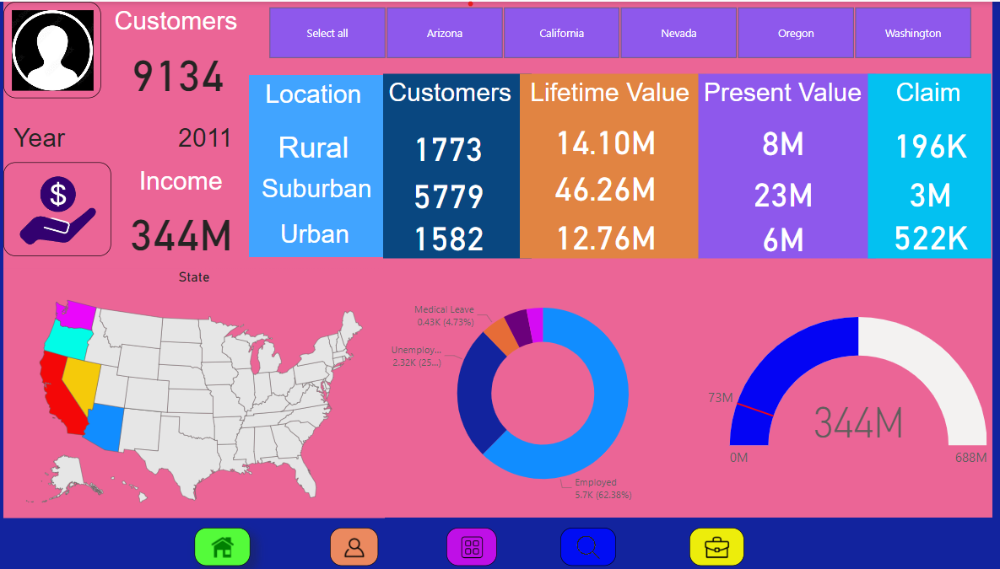 Customers
9134
Year 2011
Income
344M
$
Select all Arizona California Nevada Oregon Washington
Location Customers Lifetime Value Present Value Claim
Rural 1773 14.10M 8M 196K
Suburban 5779 46.26M 23M 3M
Urban 1582 12.76M 6M 522K
State
Medical Leave
0.43K (4.73%)
Unemploy...
2.32K (25...)
Employed
5.7K (62.38%)
73M
344M
0M 688M